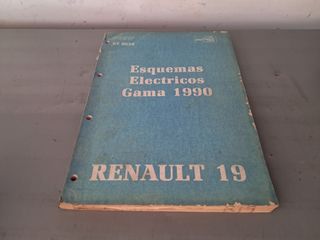 Esquemas
Electricos
Gama 1990
RENAULT 19